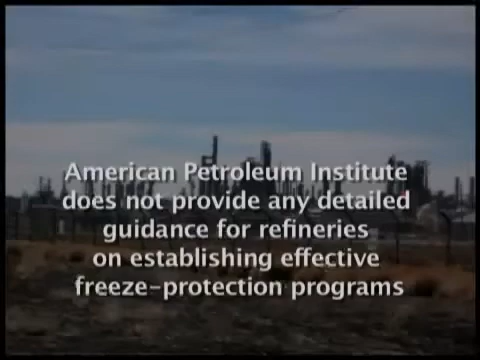 American Petroleum Institute
does not provide any detailed
guidance for refineries
on establishing effective
freeze-protection programs